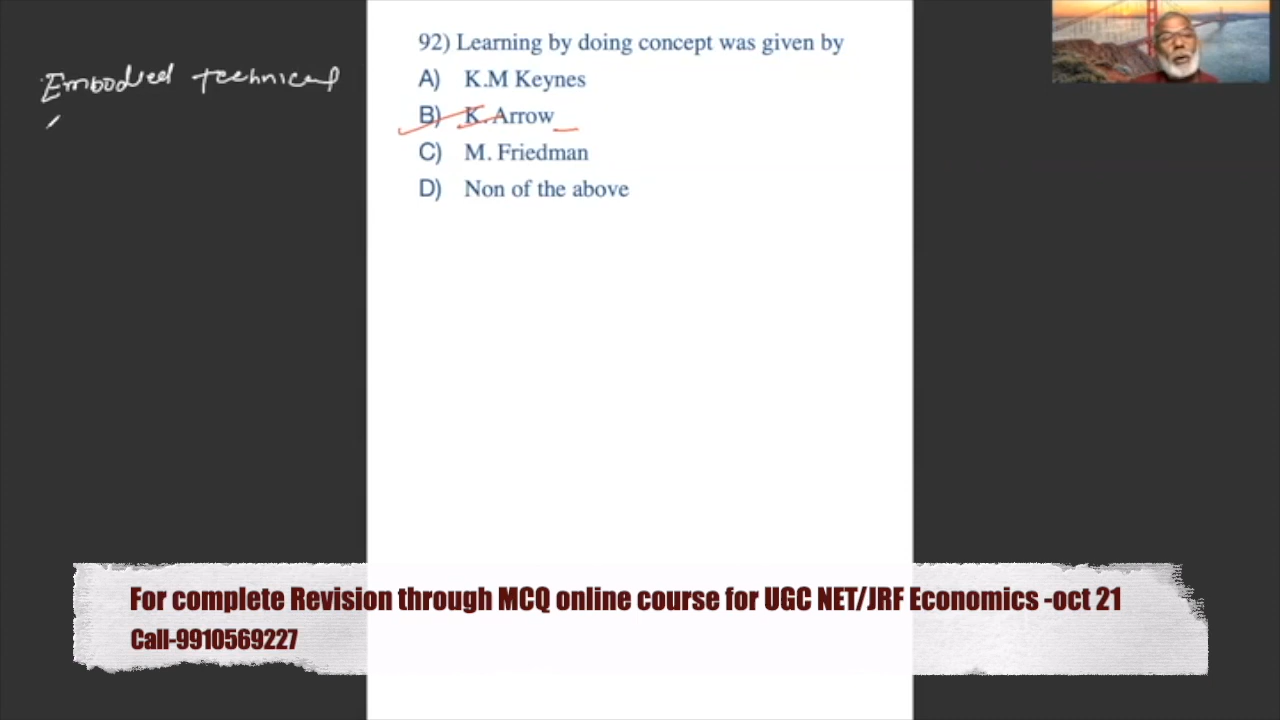 Embodied technical
92) Learning by doing concept was given by
A) K.M Keynes
B) K. Arrow
C) M. Friedman
D) Non of the above
For complete Revision through MCQ online course for UGC NET/JRF Economics -oct 21
Call-9910569227